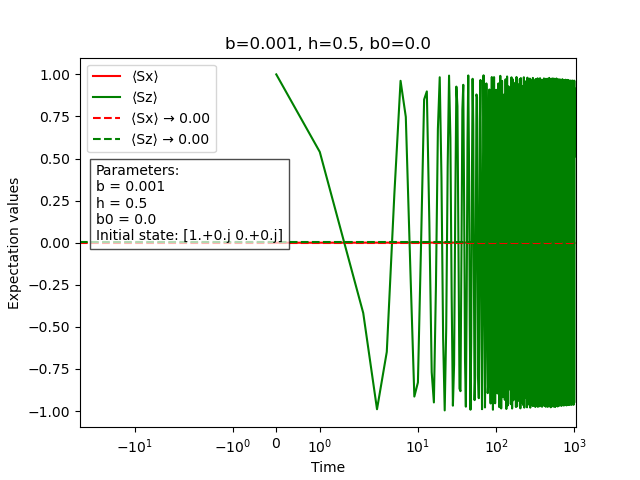 b=0.001, h=0.5, b0=0.0
⟨Sx⟩
⟨Sz⟩
⟨Sx⟩ → 0.00
⟨Sz⟩ → 0.00
Parameters:
b = 0.001
h = 0.5
b0 = 0.0
Initial state: [1.+0.j 0.+0.j]
Expectation values
1.00
0.75
0.50
0.25
0.00
−0.25
−0.50
−0.75
−1.00
−10¹ −10⁰ 0 10⁰ 10¹ 10² 10³
Time